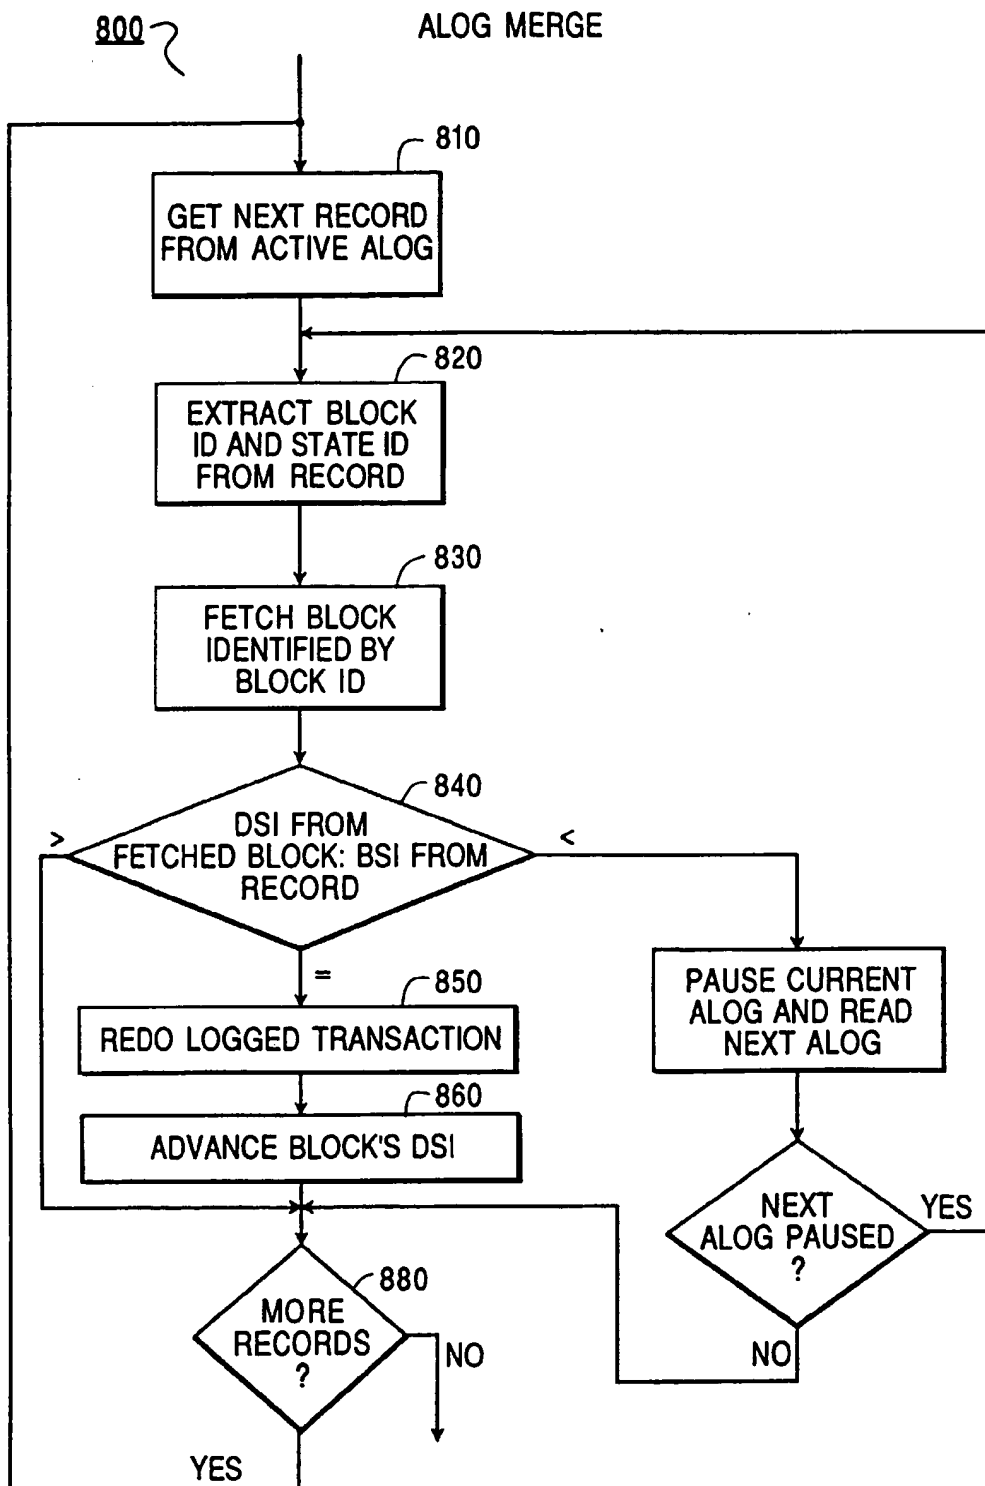 800
ALOG MERGE
810
GET NEXT RECORD
FROM ACTIVE ALOG
820
EXTRACT BLOCK
ID AND STATE ID
FROM RECORD
830
FETCH BLOCK
IDENTIFIED BY
BLOCK ID
840
>
<
DSI FROM
FETCHED BLOCK: BSI FROM
RECORD
=
850
REDO LOGGED TRANSACTION
PAUSE CURRENT
ALOG AND READ
NEXT ALOG
860
ADVANCE BLOCK'S DSI
NEXT
ALOG PAUSED
?
YES
NO
880
MORE
RECORDS
?
NO
YES